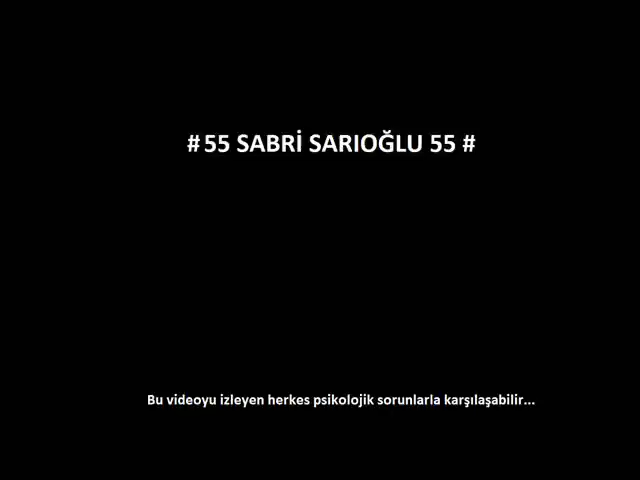 #55 SABRİ SARIOĞLU 55 #
Bu videoyu izleyen herkes psikolojik sorunlarla karşılaşabilir...